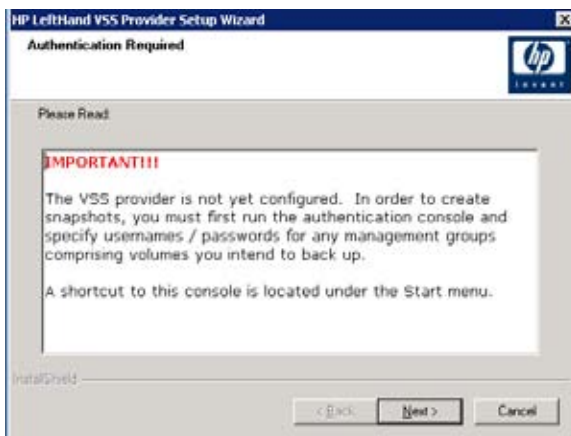 HP LeftHand VSS Provider Setup Wizard
Authentication Required
hp
invent
Please Read
IMPORTANT!!!
The VSS provider is not yet configured. In order to create
snapshots, you must first run the authentication console and
specify usernames / passwords for any management groups
comprising volumes you intend to back up.
A shortcut to this console is located under the Start menu.
InstallShield
< Back
Next >
Cancel